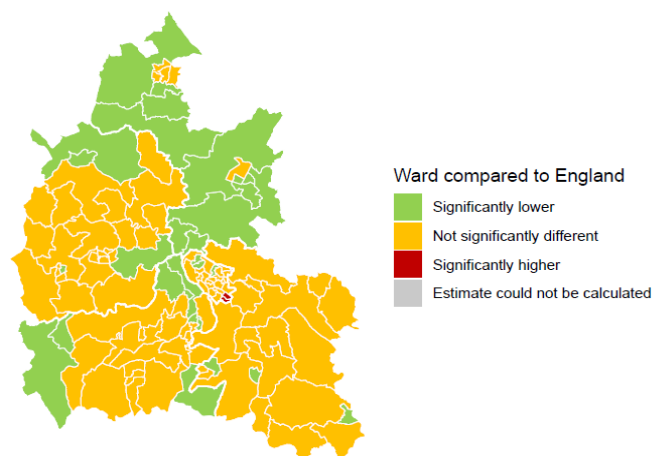 Ward compared to England
Significantly lower
Not significantly different
Significantly higher
Estimate could not be calculated